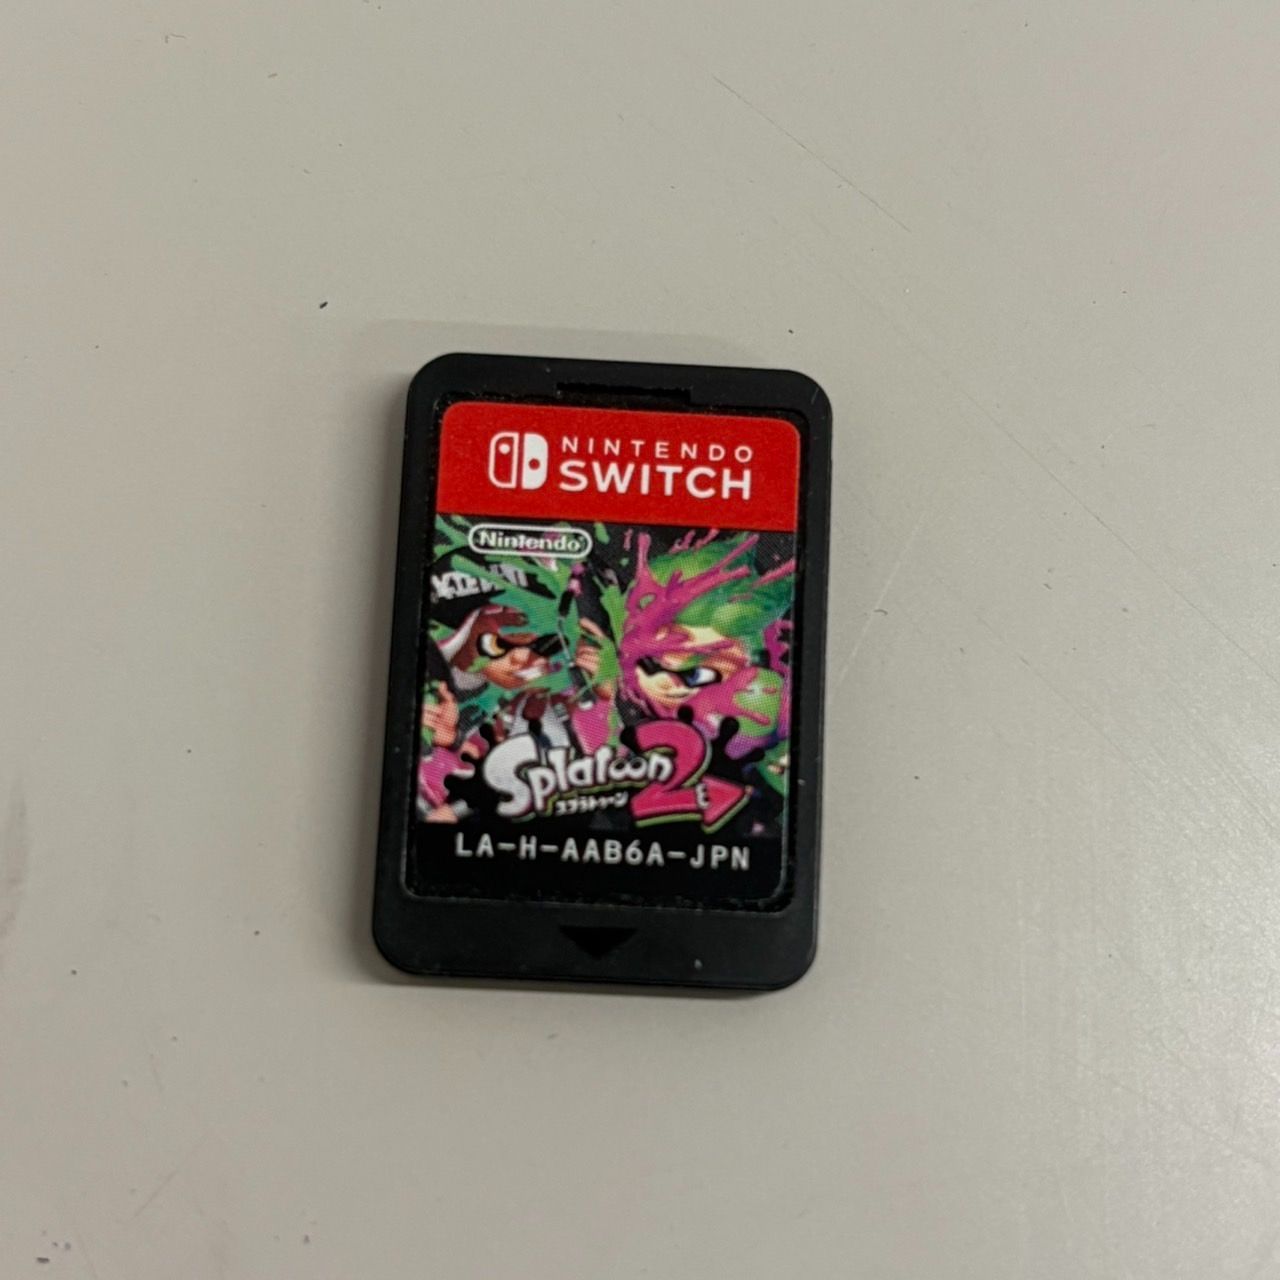 NINTENDO
SWITCH
Nintendo
Splatoon 2
スプラトゥーン
LA-H-AAB6A-JPN